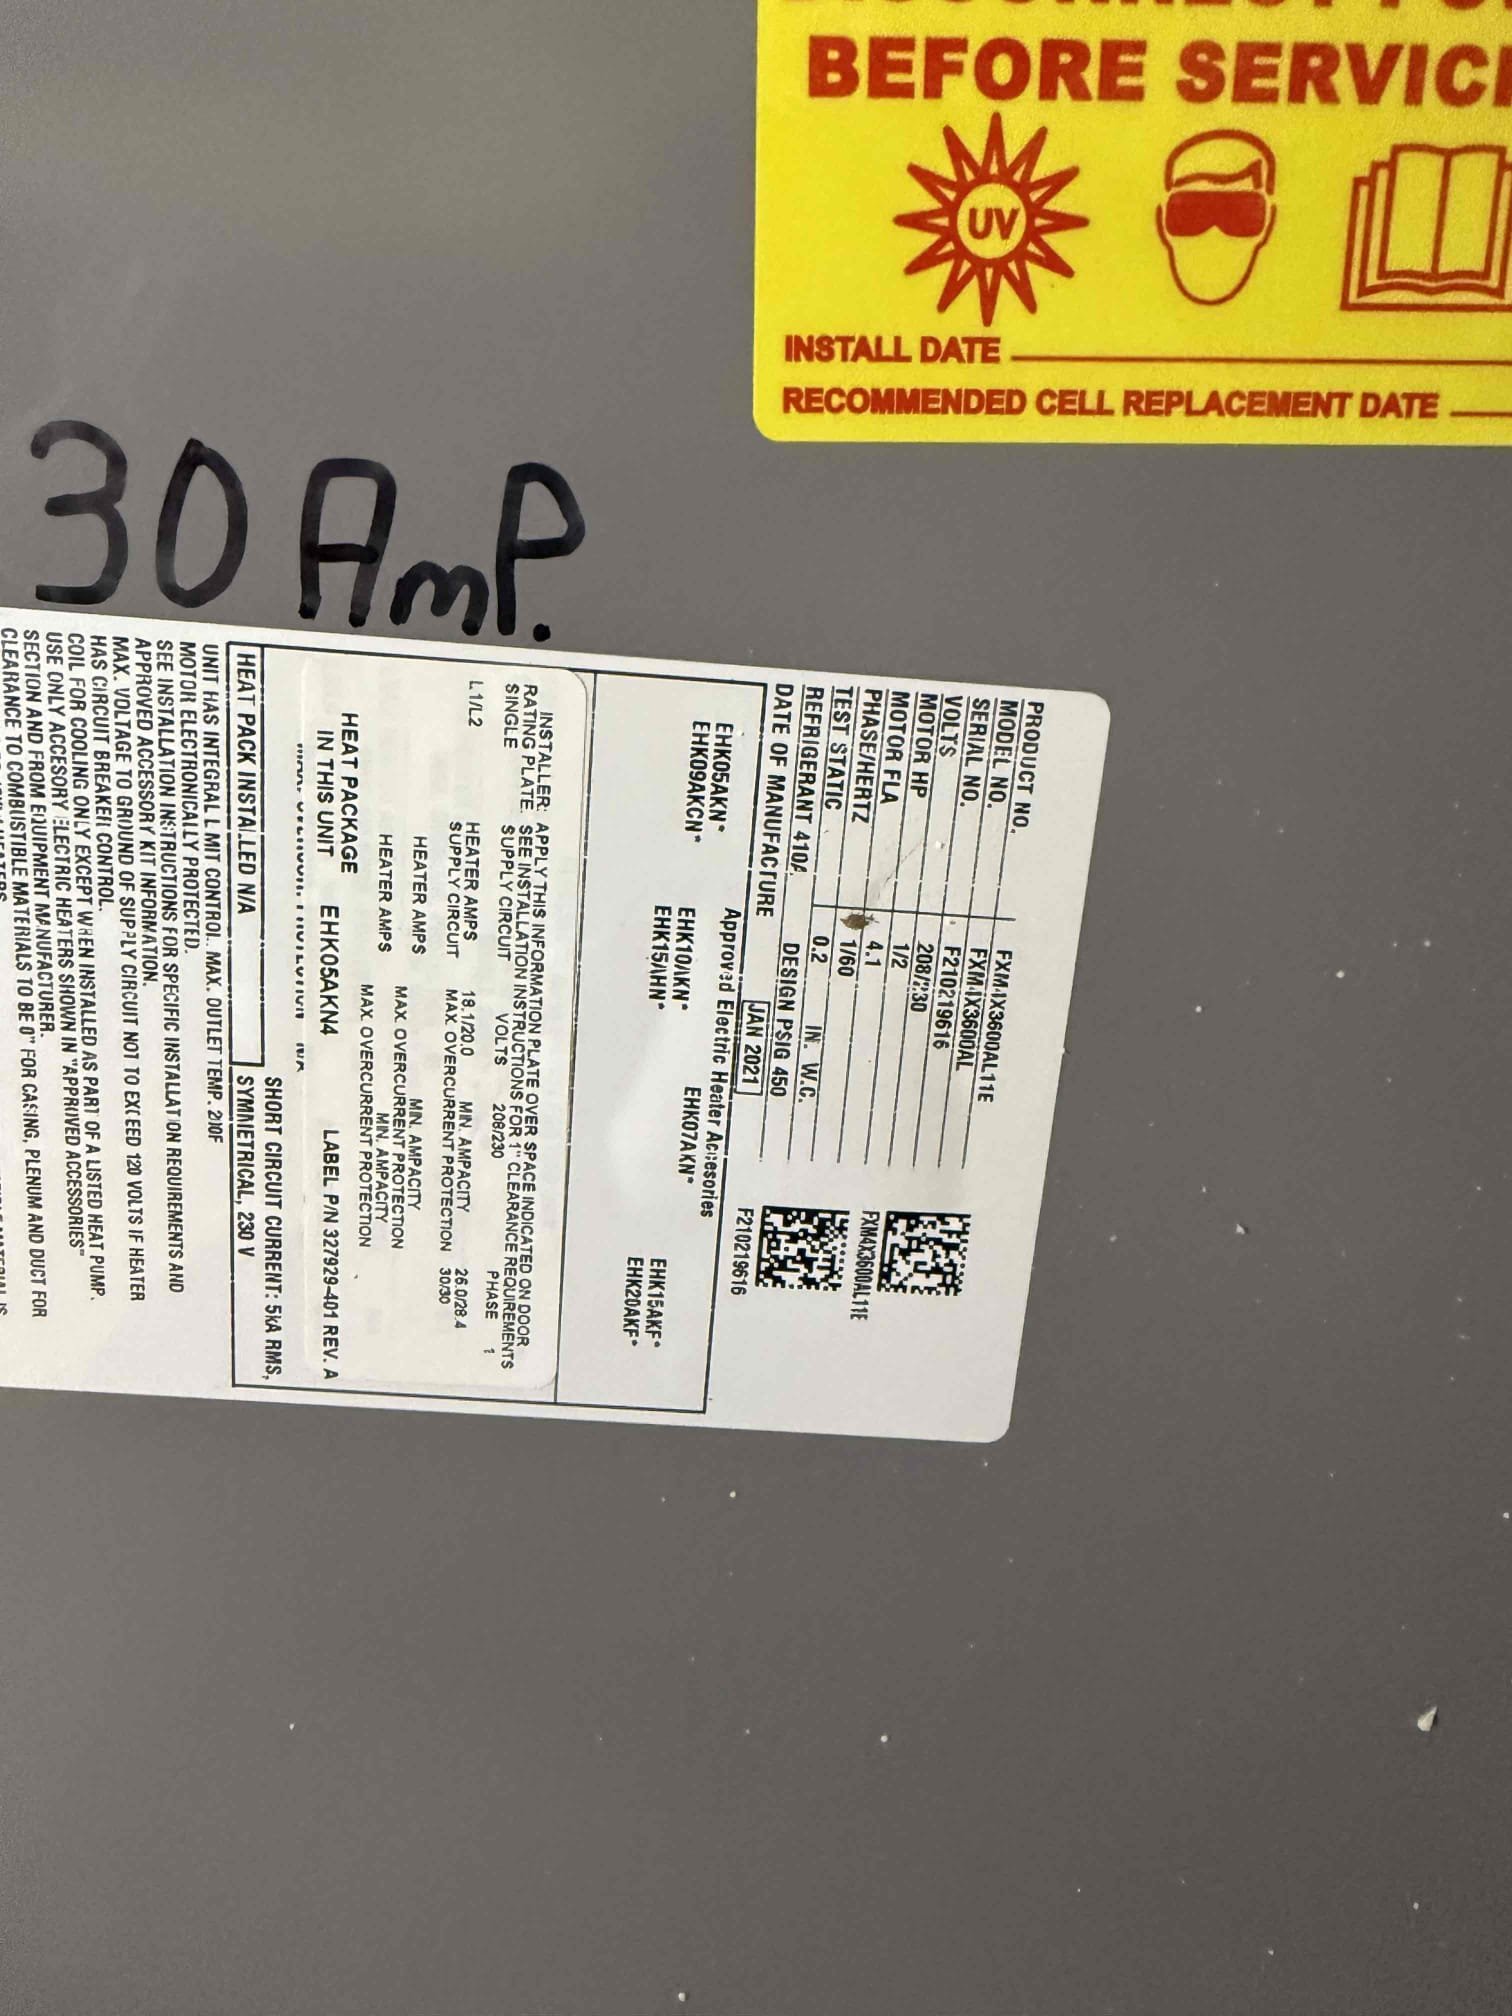 BEFORE SERVIC
UV
INSTALL DATE
RECOMMENDED CELL REPLACEMENT DATE
30 AmP.
PRODUCT NO. FXM4X3600AL11E
MODEL NO. FXM4X3600AL
SERIAL NO. F210219616
VOLTS 208/230
MOTOR HP 1/2
MOTOR FLA 4.1
PHASE/HERTZ 1/60
TEST STATIC 0.2 IN. W.C.
REFRIGERANT 410A DESIGN PSIG 450
DATE OF MANUFACTURE JAN 2021
FXM4X3600AL11E
F210219616
Approved Electric Heater Accesories
EHK05AKN* EHK10AKN* EHK07AKN* EHK15AKF*
EHK09AKCN* EHK15AHN* EHK20AKF*
INSTALLER: APPLY THIS INFORMATION PLATE OVER SPACE INDICATED ON DOOR
RATING PLATE. SEE INSTALLATION INSTRUCTIONS FOR 1" CLEARANCE REQUIREMENTS
SINGLE SUPPLY CIRCUIT VOLTS 208/230 PHASE 1
L1/L2 HEATER AMPS 18.1/20.0 MIN. AMPACITY 26.0/28.4
SUPPLY CIRCUIT MAX. OVERCURRENT PROTECTION 30/30
HEATER AMPS MIN. AMPACITY
MAX. OVERCURRENT PROTECTION
HEATER AMPS MIN. AMPACITY
MAX. OVERCURRENT PROTECTION
HEAT PACKAGE
IN THIS UNIT EHK05AKN4 LABEL P/N 327929-401 REV. A
HEAT PACK INSTALLED N/A
SHORT CIRCUIT CURRENT: 5kA RMS,
SYMMETRICAL, 230 V
UNIT HAS INTEGRAL LIMIT CONTROL. MAX. OUTLET TEMP. 200F
MOTOR ELECTRONICALLY PROTECTED.
SEE INSTALLATION INSTRUCTIONS FOR SPECIFIC INSTALLATION REQUIREMENTS AND
APPROVED ACCESSORY KIT INFORMATION.
MAX. VOLTAGE TO GROUND OF SUPPLY CIRCUIT NOT TO EXCEED 120 VOLTS IF HEATER
HAS CIRCUIT BREAKER CONTROL.
COIL FOR COOLING ONLY EXCEPT WHEN INSTALLED AS PART OF A LISTED HEAT PUMP.
USE ONLY ACCESORY ELECTRIC HEATERS SHOWN IN "APPRVED ACCESSORIES"
SECTION AND FROM EQUIPMENT MANUFACTURER.
CLEARANCE TO COMBUSTIBLE MATERIALS TO BE 0" FOR CASING, PLENUM AND DUCT FOR